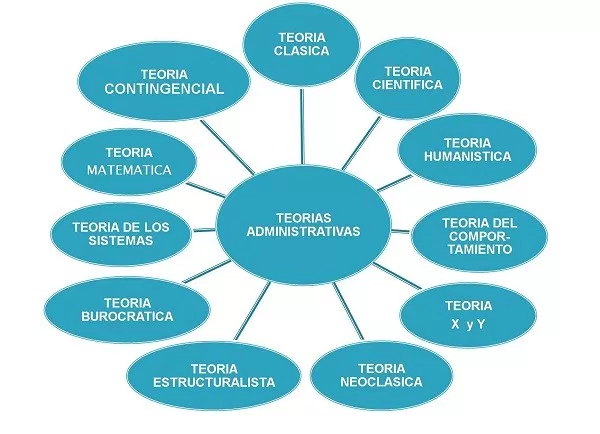 TEORIA
CLASICA
TEORIA
CIENTIFICA
TEORIA
HUMANISTICA
TEORIA DEL
COMPOR-
TAMIENTO
TEORIA
X y Y
TEORIA
NEOCLASICA
TEORIA
ESTRUCTURALISTA
TEORIA
BUROCRATICA
TEORIA DE LOS
SISTEMAS
TEORIA
MATEMATICA
TEORIA
CONTINGENCIAL
TEORIAS
ADMINISTRATIVAS